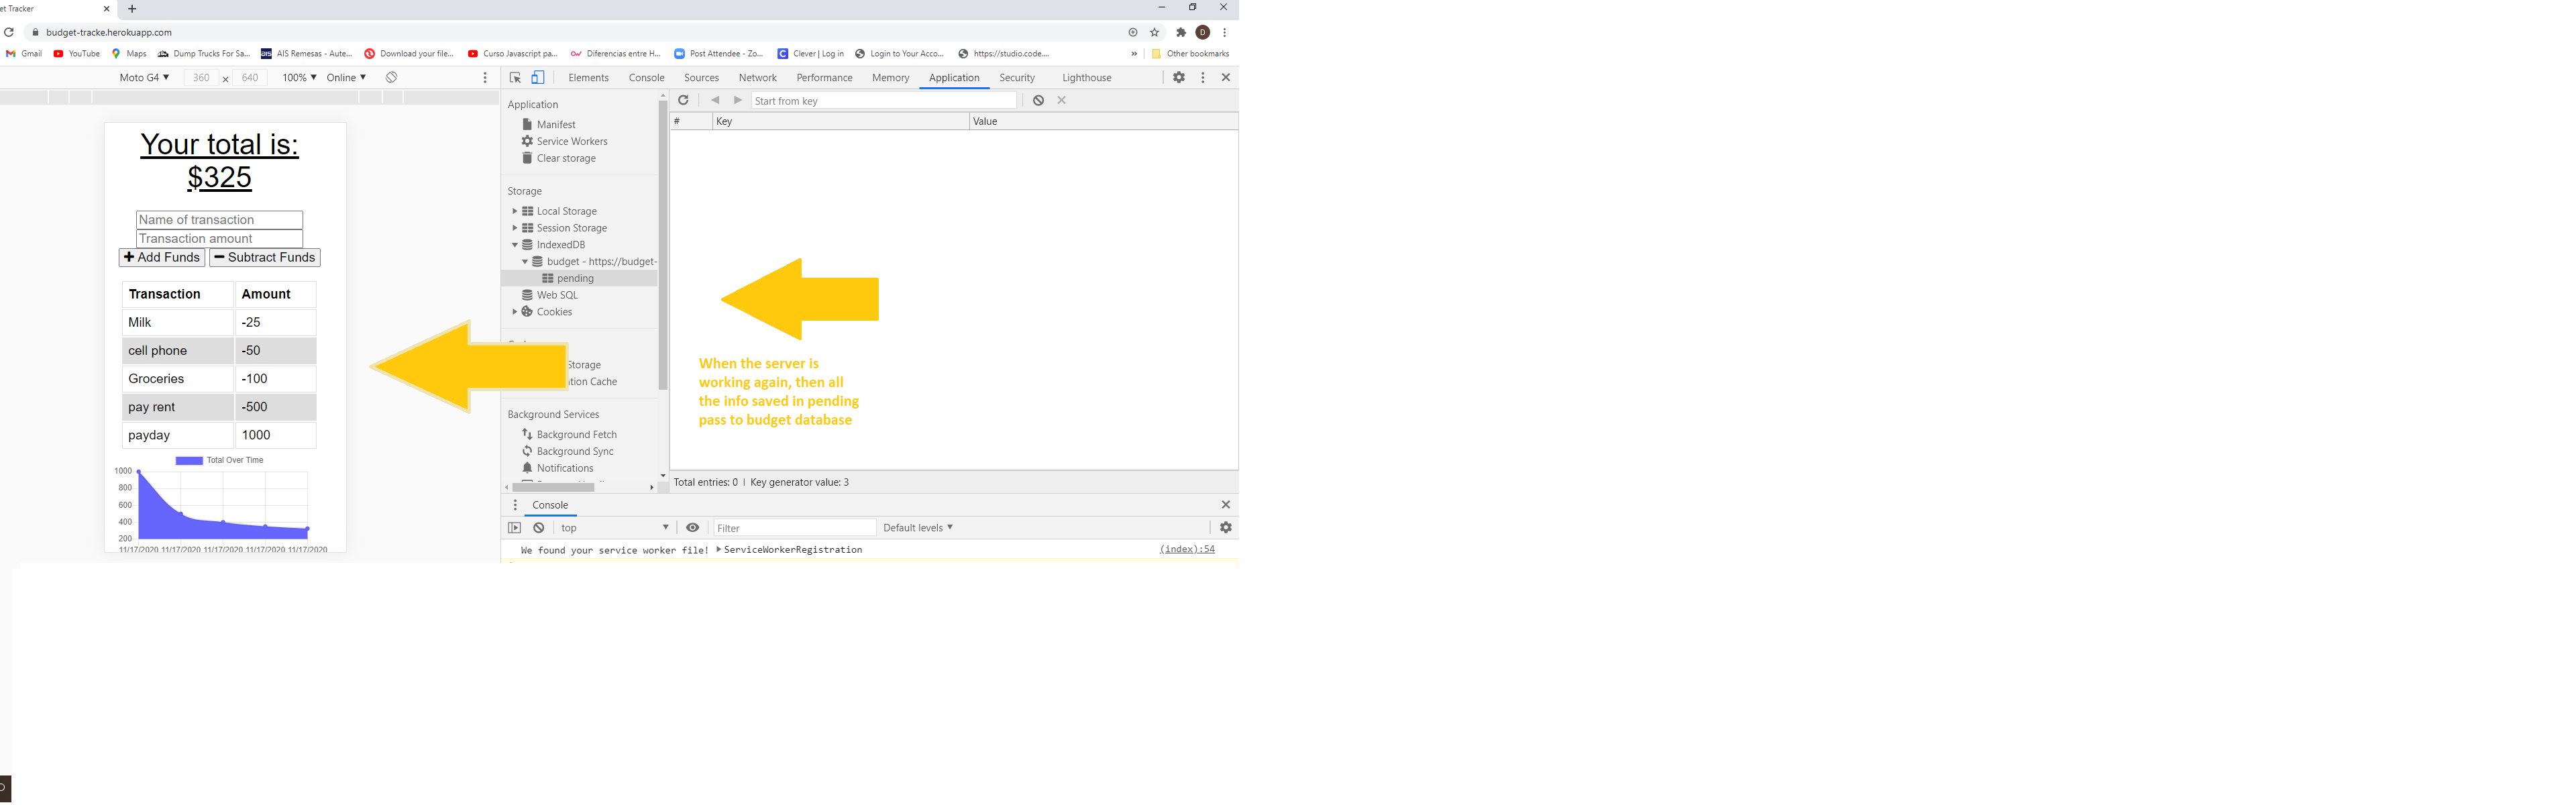 et Tracker
budget-tracke.herokuapp.com
Gmail YouTube Maps Dump Trucks For Sa... AIS Remesas - Aute... Download your file... Curso Javascript pa... Diferencias entre H... Post Attendee - Zo... Clever | Log in Login to Your Acco... https://studio.code.... » Other bookmarks
Moto G4 360 x 640 100% Online
Elements Console Sources Network Performance Memory Application Security Lighthouse
Your total is:
$325
Name of transaction
Transaction amount
Add Funds Subtract Funds
Transaction Amount
Milk -25
cell phone -50
Groceries -100
pay rent -500
payday 1000
Total Over Time
1000
800
600
400
200
11/17/2020 11/17/2020 11/17/2020 11/17/2020 11/17/2020
Application
Manifest
Service Workers
Clear storage
Storage
Local Storage
Session Storage
IndexedDB
budget - https://budget-
pending
Web SQL
Cookies
Storage
tion Cache
Background Services
Background Fetch
Background Sync
Notifications
Start from key
# Key Value
When the server is
working again, then all
the info saved in pending
pass to budget database
Total entries: 0 | Key generator value: 3
Console
top Filter Default levels
We found your service worker file! ServiceWorkerRegistration (index):54